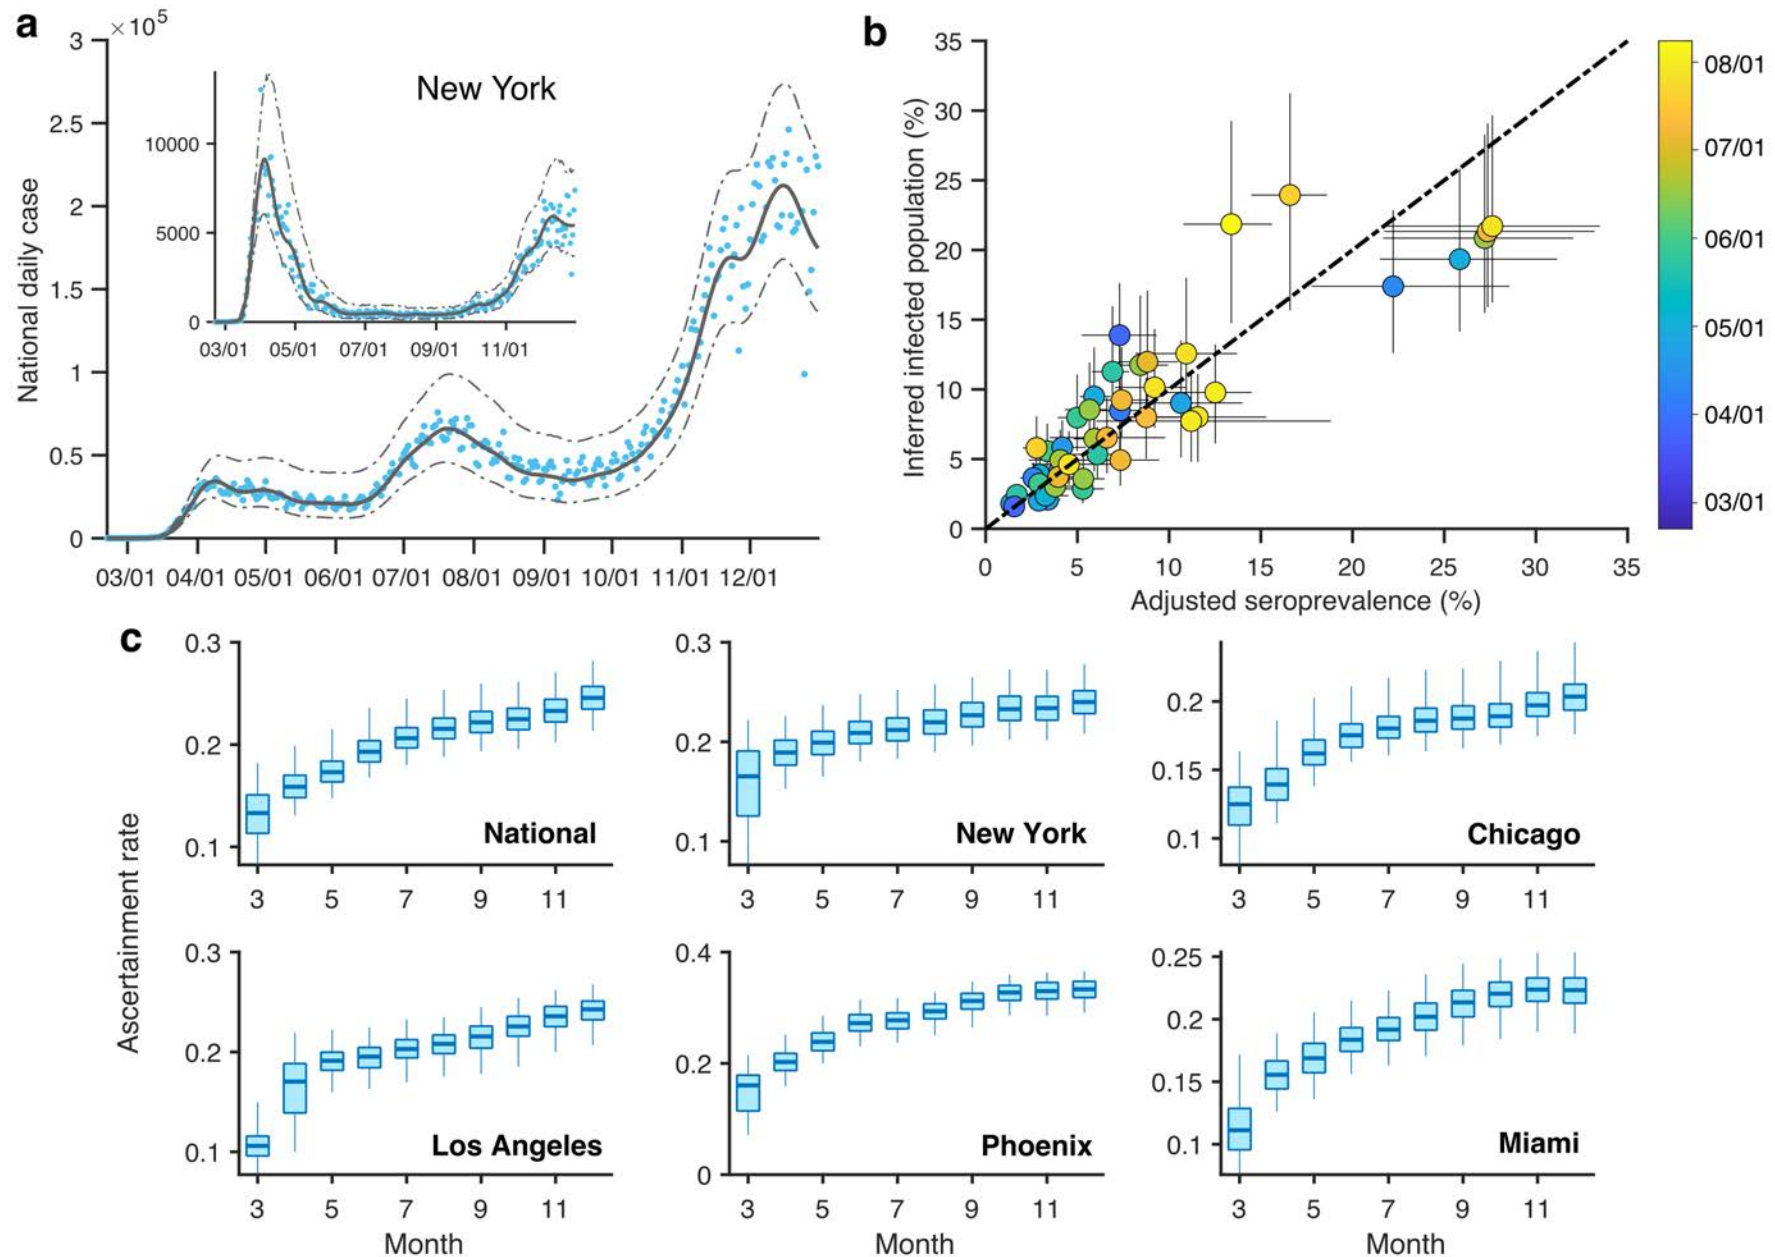 a
×10⁵
3
2.5
2
1.5
1
0.5
0
National daily case
03/01 04/01 05/01 06/01 07/01 08/01 09/01 10/01 11/01 12/01
New York
10000
5000
0
03/01 05/01 07/01 09/01 11/01
b
35
30
25
20
15
10
5
0
Inferred infected population (%)
0 5 10 15 20 25 30 35
Adjusted seroprevalence (%)
08/01
07/01
06/01
05/01
04/01
03/01
c
Ascertainment rate
0.3
0.2
0.1
National
3 5 7 9 11
0.3
0.2
0.1
New York
3 5 7 9 11
0.2
0.15
0.1
Chicago
3 5 7 9 11
0.3
0.2
0.1
Los Angeles
3 5 7 9 11
Month
0.4
0.2
0
Phoenix
3 5 7 9 11
Month
0.25
0.2
0.15
0.1
Miami
3 5 7 9 11
Month